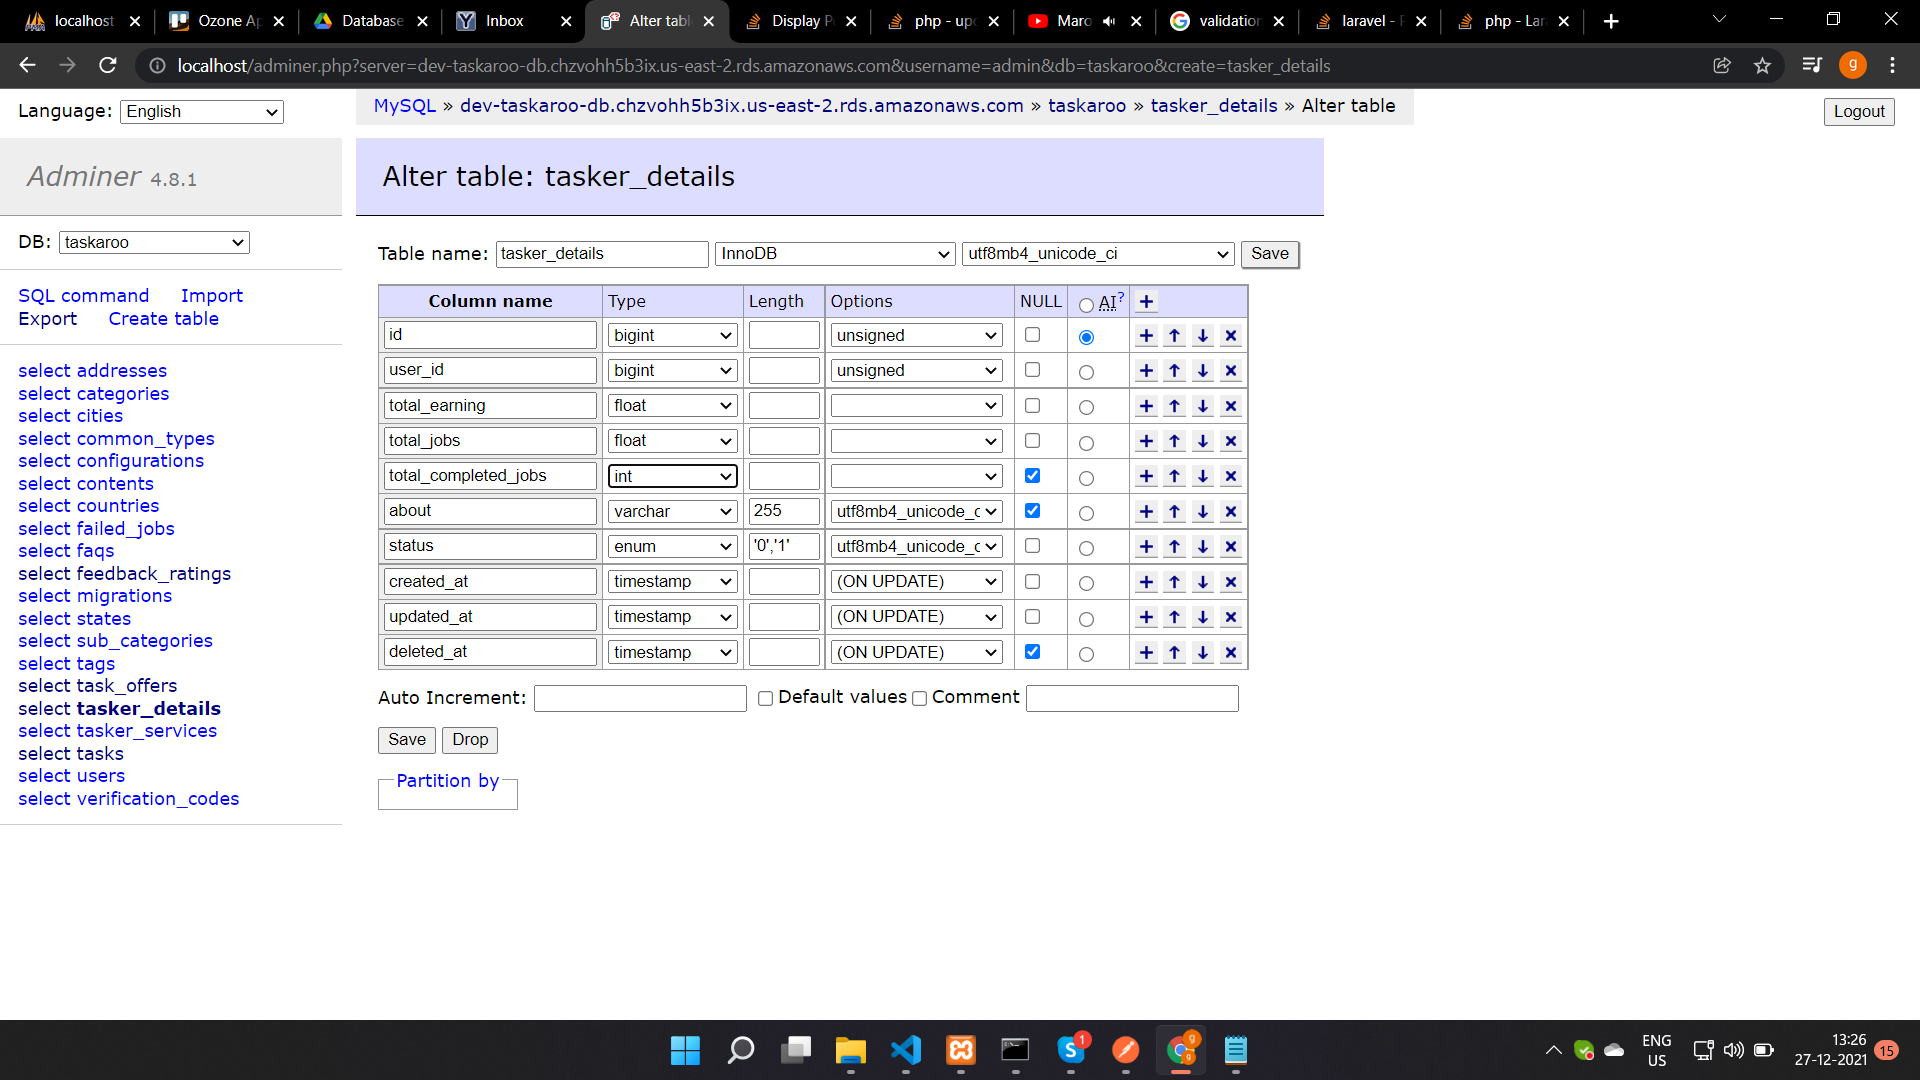 localhost
Ozone Ap
Database
Inbox
Alter tabl
Display P
php - upd
Maro
validation
laravel - F
php - Lar
localhost/adminer.php?server=dev-taskaroo-db.chzvohh5b3ix.us-east-2.rds.amazonaws.com&username=admin&db=taskaroo&create=tasker_details
g
Language: English
MySQL » dev-taskaroo-db.chzvohh5b3ix.us-east-2.rds.amazonaws.com » taskaroo » tasker_details » Alter table
Logout
Adminer 4.8.1
Alter table: tasker_details
DB: taskaroo
Table name: tasker_details InnoDB utf8mb4_unicode_ci Save
SQL command Import
Export Create table
select addresses
select categories
select cities
select common_types
select configurations
select contents
select countries
select failed_jobs
select faqs
select feedback_ratings
select migrations
select states
select sub_categories
select tags
select task_offers
select tasker_details
select tasker_services
select tasks
select users
select verification_codes
Column name Type Length Options NULL AI?
id bigint unsigned
user_id bigint unsigned
total_earning float
total_jobs float
total_completed_jobs int
about varchar 255 utf8mb4_unicode_c
status enum '0','1' utf8mb4_unicode_c
created_at timestamp (ON UPDATE)
updated_at timestamp (ON UPDATE)
deleted_at timestamp (ON UPDATE)
Auto Increment: Default values Comment
Save Drop
Partition by
1
g
g
ENG
US
13:26
27-12-2021
15